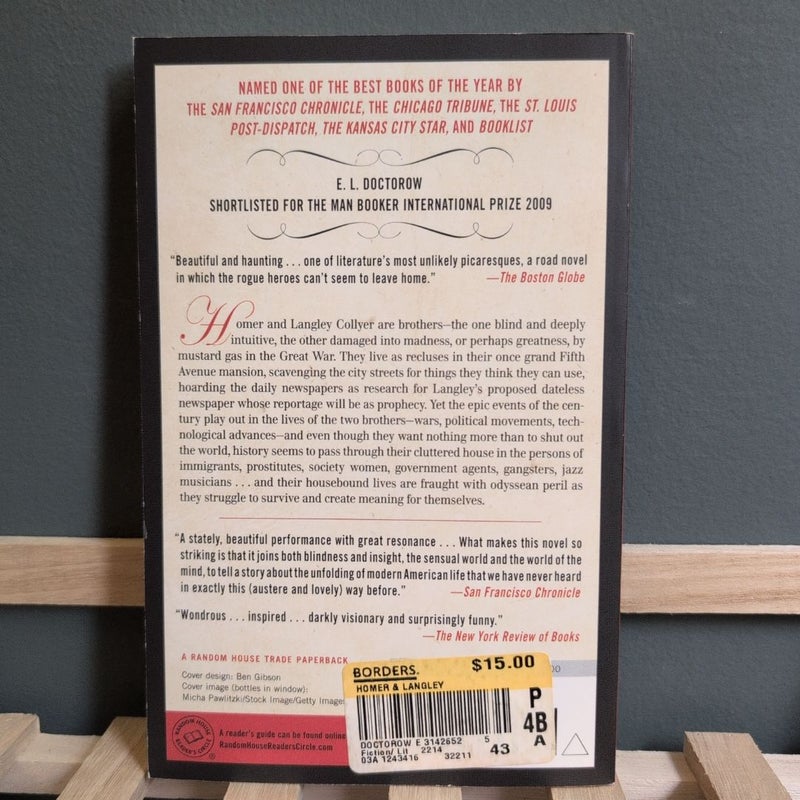 NAMED ONE OF THE BEST BOOKS OF THE YEAR BY
THE SAN FRANCISCO CHRONICLE, THE CHICAGO TRIBUNE, THE ST. LOUIS
POST-DISPATCH, THE KANSAS CITY STAR, AND BOOKLIST
E. L. DOCTOROW
SHORTLISTED FOR THE MAN BOOKER INTERNATIONAL PRIZE 2009
"Beautiful and haunting . . . one of literature's most unlikely picaresques, a road novel
in which the rogue heroes can't seem to leave home." —The Boston Globe
Homer and Langley Collyer are brothers—the one blind and deeply
intuitive, the other damaged into madness, or perhaps greatness, by
mustard gas in the Great War. They live as recluses in their once grand Fifth
Avenue mansion, scavenging the city streets for things they think they can use,
hoarding the daily newspapers as research for Langley's proposed dateless
newspaper whose reportage will be as prophecy. Yet the epic events of the cen-
tury play out in the lives of the two brothers—wars, political movements, tech-
nological advances—and even though they want nothing more than to shut out
the world, history seems to pass through their cluttered house in the persons of
immigrants, prostitutes, society women, government agents, gangsters, jazz
musicians . . . and their housebound lives are fraught with odyssean peril as
they struggle to survive and create meaning for themselves.
"A stately, beautiful performance with great resonance . . . What makes this novel so
striking is that it joins both blindness and insight, the sensual world and the world of the
mind, to tell a story about the unfolding of modern American life that we have never heard
in exactly this (austere and lovely) way before." —San Francisco Chronicle
"Wondrous . . . inspired . . . darkly visionary and surprisingly funny."
—The New York Review of Books
A RANDOM HOUSE TRADE PAPERBACK
Cover design: Ben Gibson
Cover image (bottles in window):
Micha Pawlitzki/Stock Image/Getty Image
RANDOM HOUSE READER'S CIRCLE
A reader's guide can be found online
RandomHouseReadersCircle.com
BORDERS. $15.00
HOMER & LANGLEY
P
4B
A
DOCTOROW E 3142652 5
Fiction/ Lit 2214 43
03A 1243416 32211